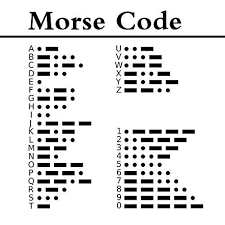 Morse Code
A
B
C
D
E
F
G
H
I
J
K
L
M
N
O
P
Q
R
S
T
U
V
W
X
Y
Z
1
2
3
4
5
6
7
8
9
0